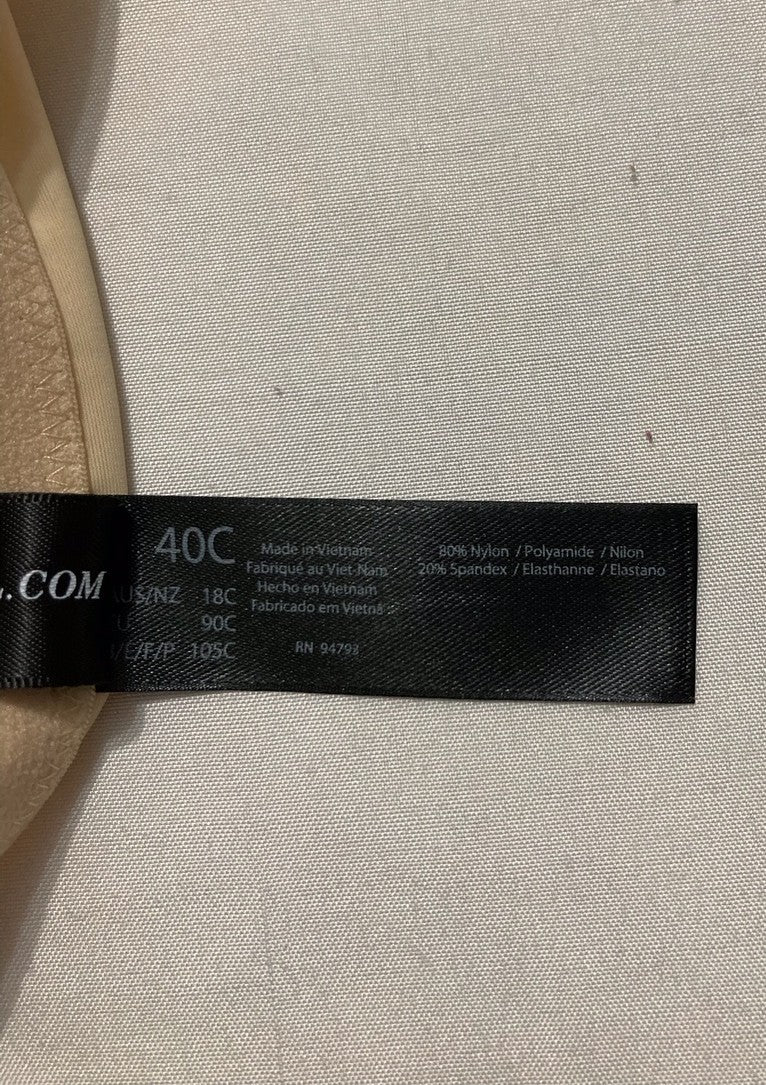 .COM
40C
US/NZ 18C
90C
/E/F/P 105C
Made in Vietnam
Fabriqué au Viet Nam
Hecho en Vietnam
Fabricado em Vietnã
RN 94793
80% Nylon / Polyamide / Nilon
20% Spandex / Elasthanne / Elastano